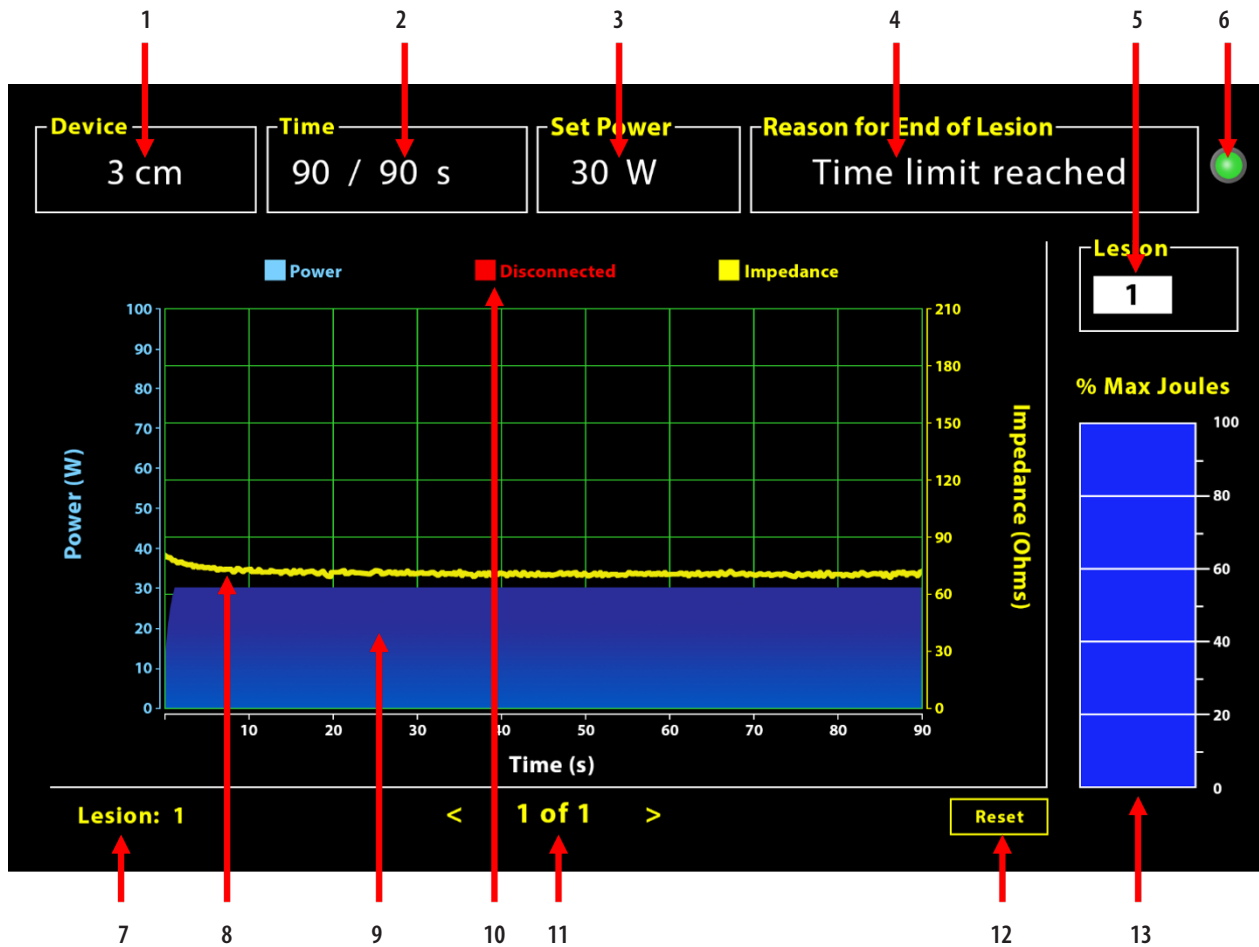 1 2 3 4 5 6
Device Time Set Power Reason for End of Lesion
3 cm 90 / 90 s 30 W Time limit reached
Lesion
1
Power Disconnected Impedance
% Max Joules
Power (W)
100
90
80
70
60
50
40
30
20
10
0
10 20 30 40 50 60 70 80 90
Time (s)
210
180
150
120
90
60
30
0
Impedance (Ohms)
100
80
60
40
20
0
Lesion: 1 < 1 of 1 > Reset
7 8 9 10 11 12 13